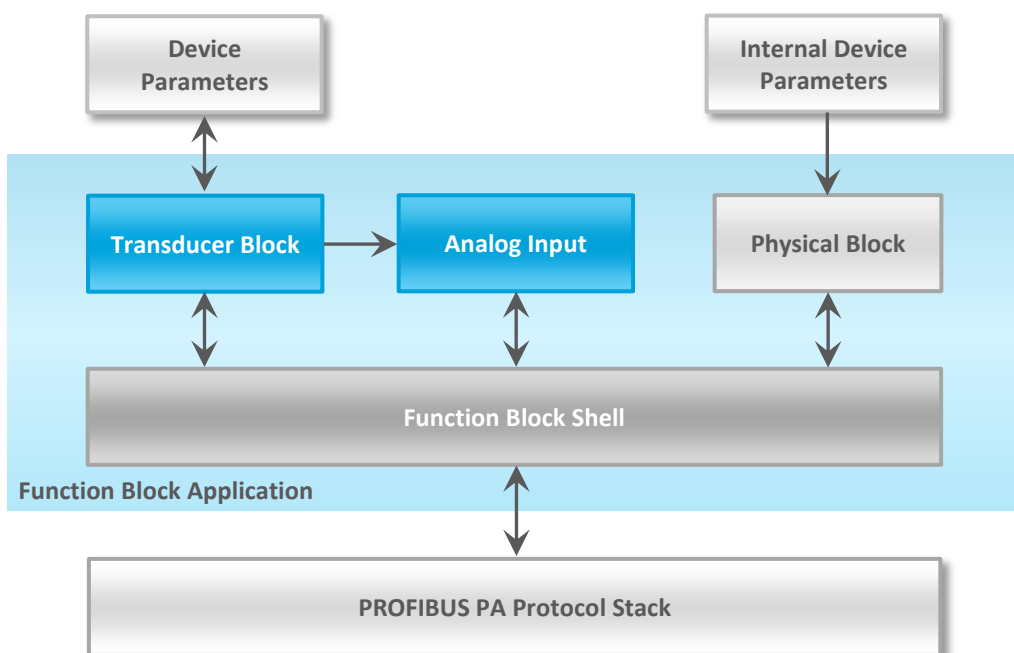 Device
Parameters
Internal Device
Parameters
Transducer Block
Analog Input
Physical Block
Function Block Shell
Function Block Application
PROFIBUS PA Protocol Stack